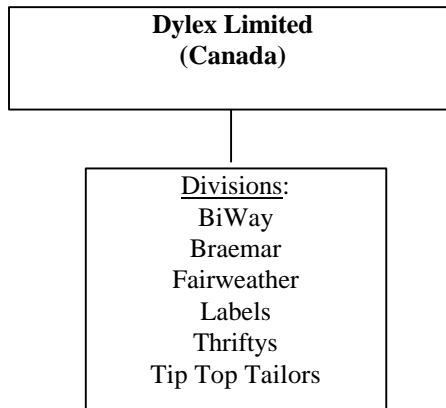 Dylex Limited
(Canada)
Divisions:
BiWay
Braemar
Fairweather
Labels
Thriftys
Tip Top Tailors